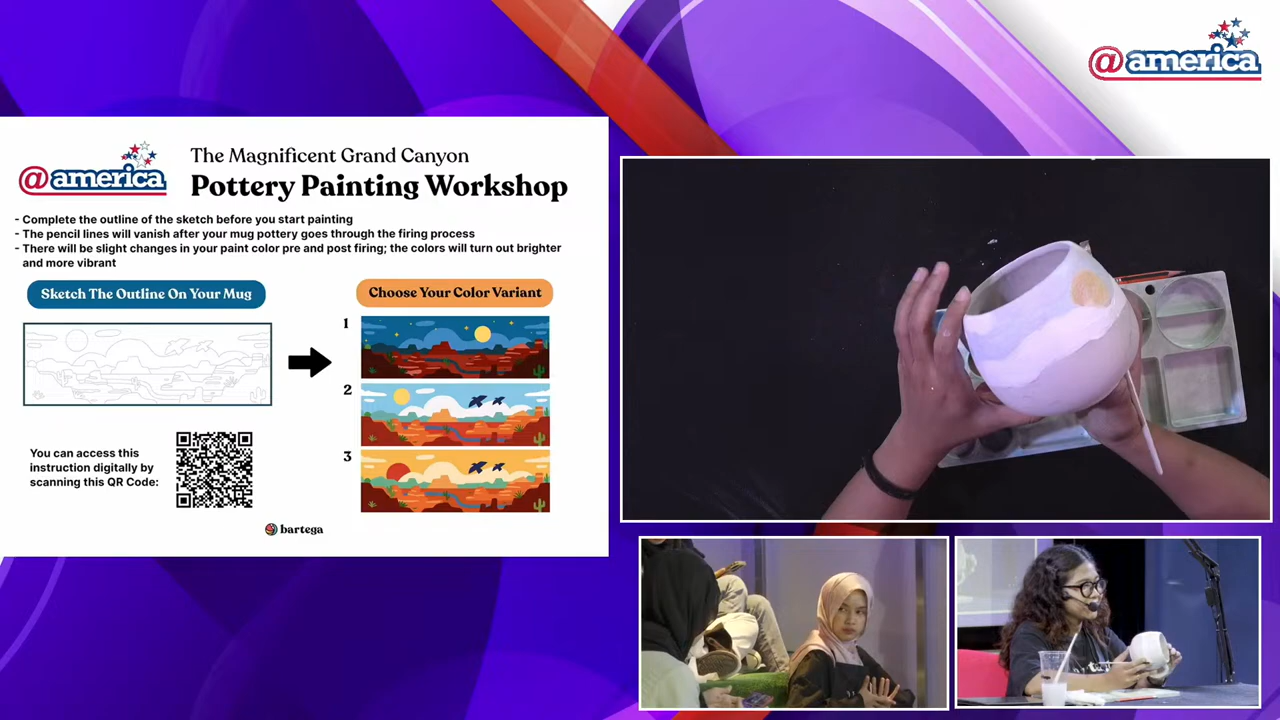 @america
@america
The Magnificent Grand Canyon
Pottery Painting Workshop
- Complete the outline of the sketch before you start painting
- The pencil lines will vanish after your mug pottery goes through the firing process
- There will be slight changes in your paint color pre and post firing; the colors will turn out brighter
and more vibrant
Sketch The Outline On Your Mug
Choose Your Color Variant
1
2
3
You can access this
instruction digitally by
scanning this QR Code:
bartega